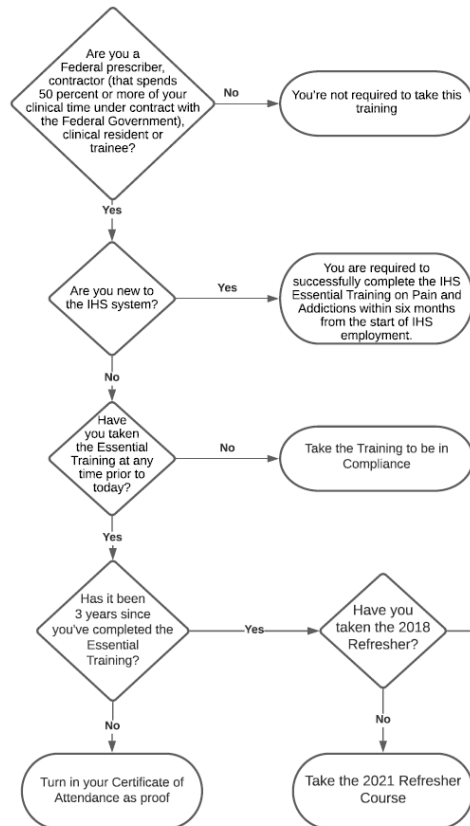 Are you a
Federal prescriber,
contractor (that spends
50 percent or more of your
clinical time under contract with
the Federal Government),
clinical resident or
trainee?
No
You're not required to take this
training
Yes
Are you new to
the IHS system?
Yes
You are required to
successfully complete the IHS
Essential Training on Pain and
Addictions within six months
from the start of IHS
employment.
No
Have
you taken
the Essential
Training at any
time prior to
today?
No
Take the Training to be in
Compliance
Yes
Has it been
3 years since
you've completed the
Essential
Training?
Yes
Have you
taken the 2018
Refresher?
No
Turn in your Certificate of
Attendance as proof
No
Take the 2021 Refresher
Course